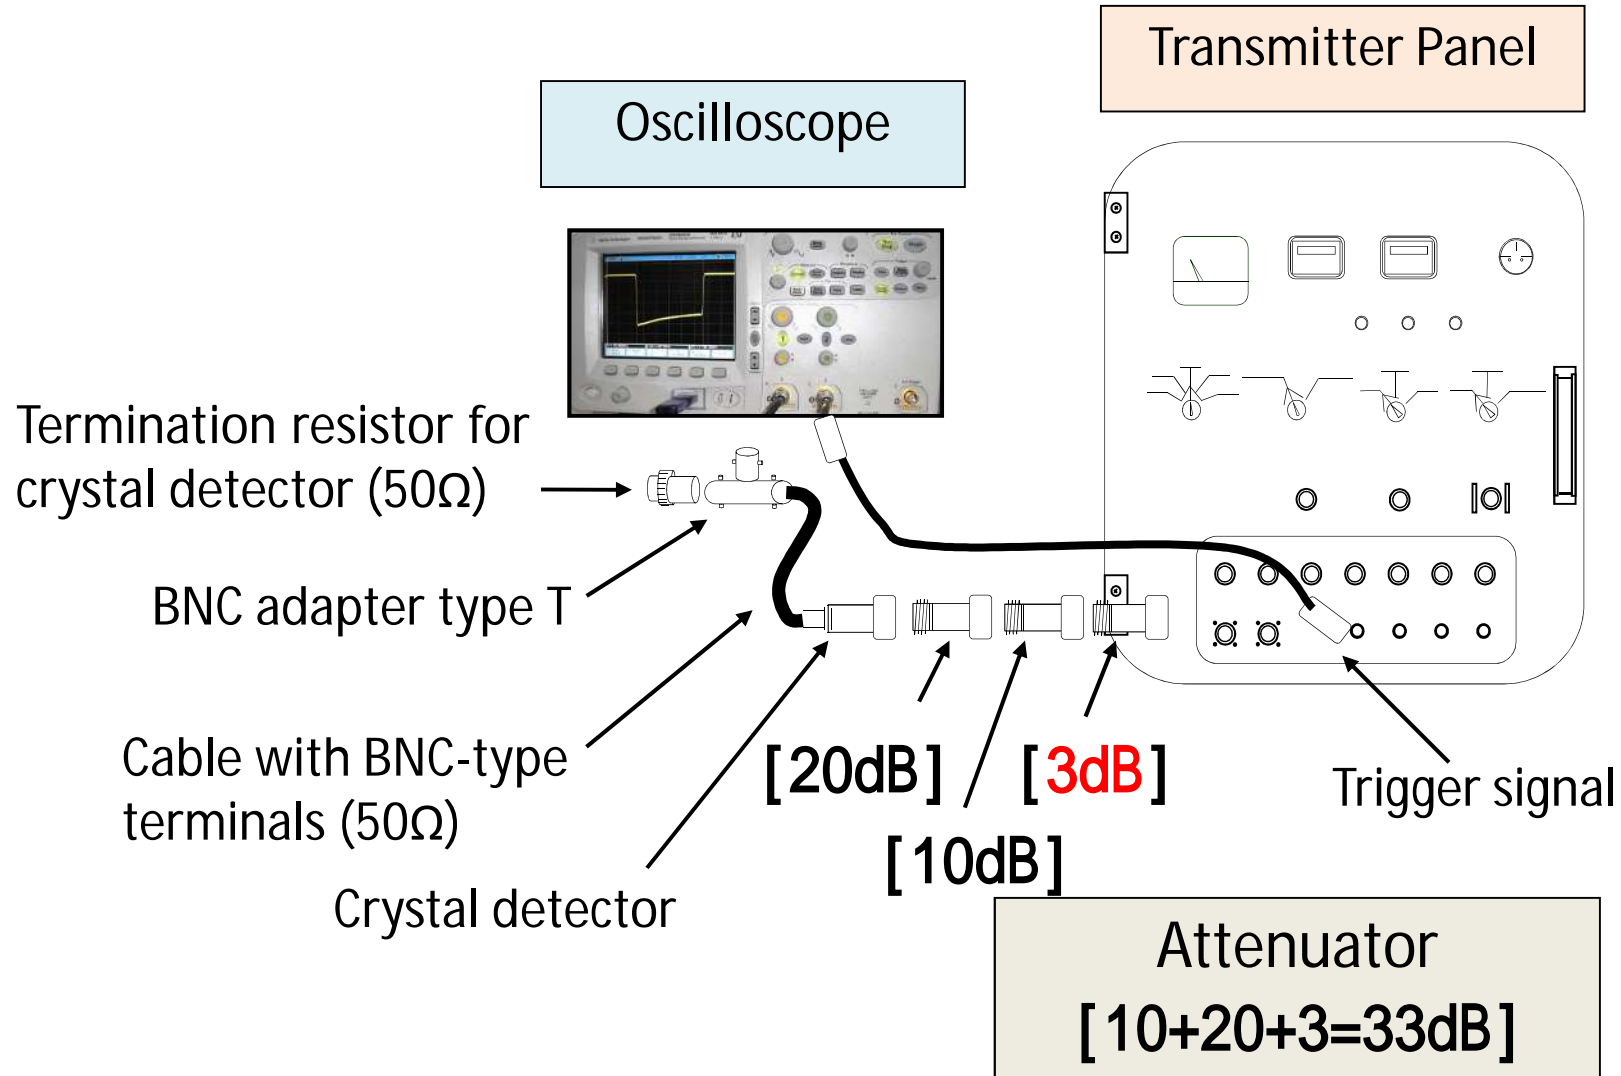 Transmitter Panel
Oscilloscope
Termination resistor for
crystal detector (50Ω)
BNC adapter type T
Cable with BNC-type
terminals (50Ω)
Crystal detector
[20dB]
[3dB]
[10dB]
Trigger signal
Attenuator
[10+20+3=33dB]